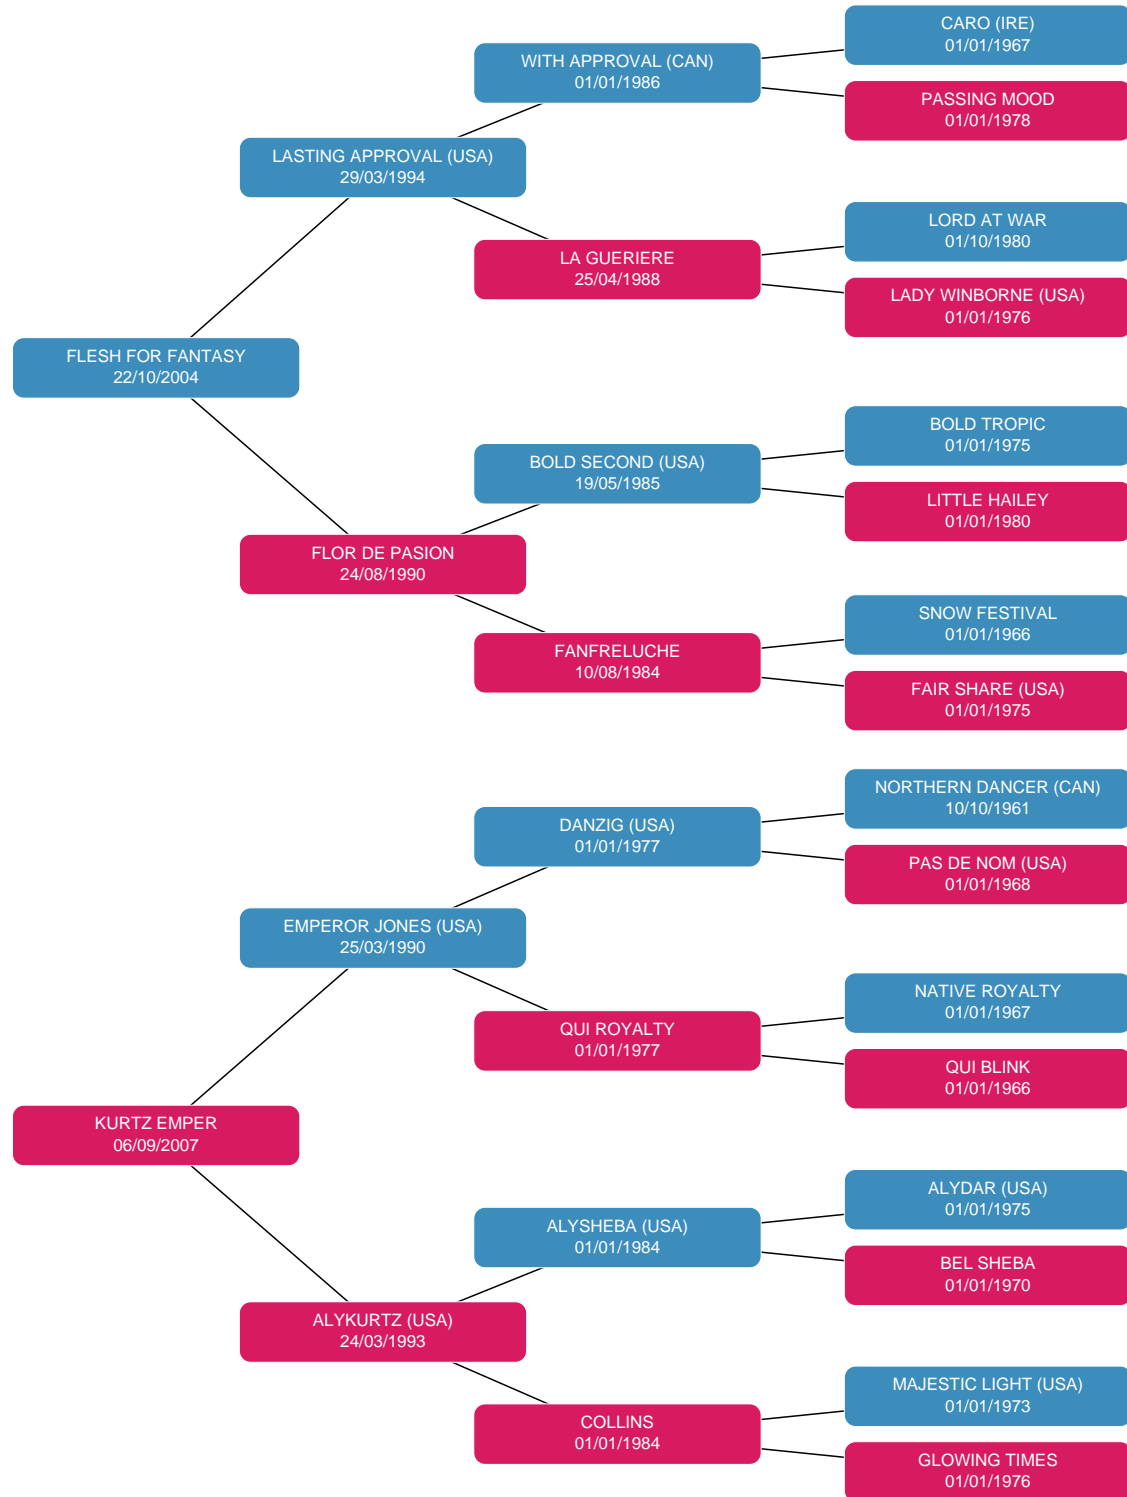 CARO (IRE)
01/01/1967
WITH APPROVAL (CAN)
01/01/1986
PASSING MOOD
01/01/1978
LASTING APPROVAL (USA)
29/03/1994
LORD AT WAR
01/10/1980
LA GUERIERE
25/04/1988
LADY WINBORNE (USA)
01/01/1976
FLESH FOR FANTASY
22/10/2004
BOLD TROPIC
01/01/1975
BOLD SECOND (USA)
19/05/1985
LITTLE HAILEY
01/01/1980
FLOR DE PASION
24/08/1990
SNOW FESTIVAL
01/01/1966
FANFRELUCHE
10/08/1984
FAIR SHARE (USA)
01/01/1975
NORTHERN DANCER (CAN)
10/10/1961
DANZIG (USA)
01/01/1977
PAS DE NOM (USA)
01/01/1968
EMPEROR JONES (USA)
25/03/1990
NATIVE ROYALTY
01/01/1967
QUI ROYALTY
01/01/1977
QUI BLINK
01/01/1966
KURTZ EMPER
06/09/2007
ALYDAR (USA)
01/01/1975
ALYSHEBA (USA)
01/01/1984
BEL SHEBA
01/01/1970
ALYKURTZ (USA)
24/03/1993
MAJESTIC LIGHT (USA)
01/01/1973
COLLINS
01/01/1984
GLOWING TIMES
01/01/1976